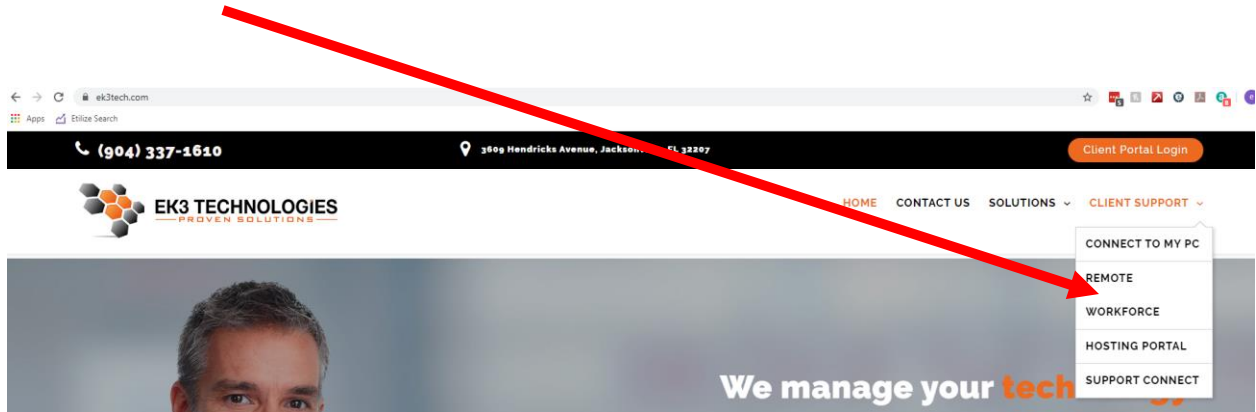 ek3tech.com
Apps Etilize Search
(904) 337-1610
3609 Hendricks Avenue, FL 32207
Client Portal Login
EK3 TECHNOLOGIES
PROVEN SOLUTIONS
HOME CONTACT US SOLUTIONS CLIENT SUPPORT
CONNECT TO MY PC
REMOTE
WORKFORCE
HOSTING PORTAL
SUPPORT CONNECT
We manage your